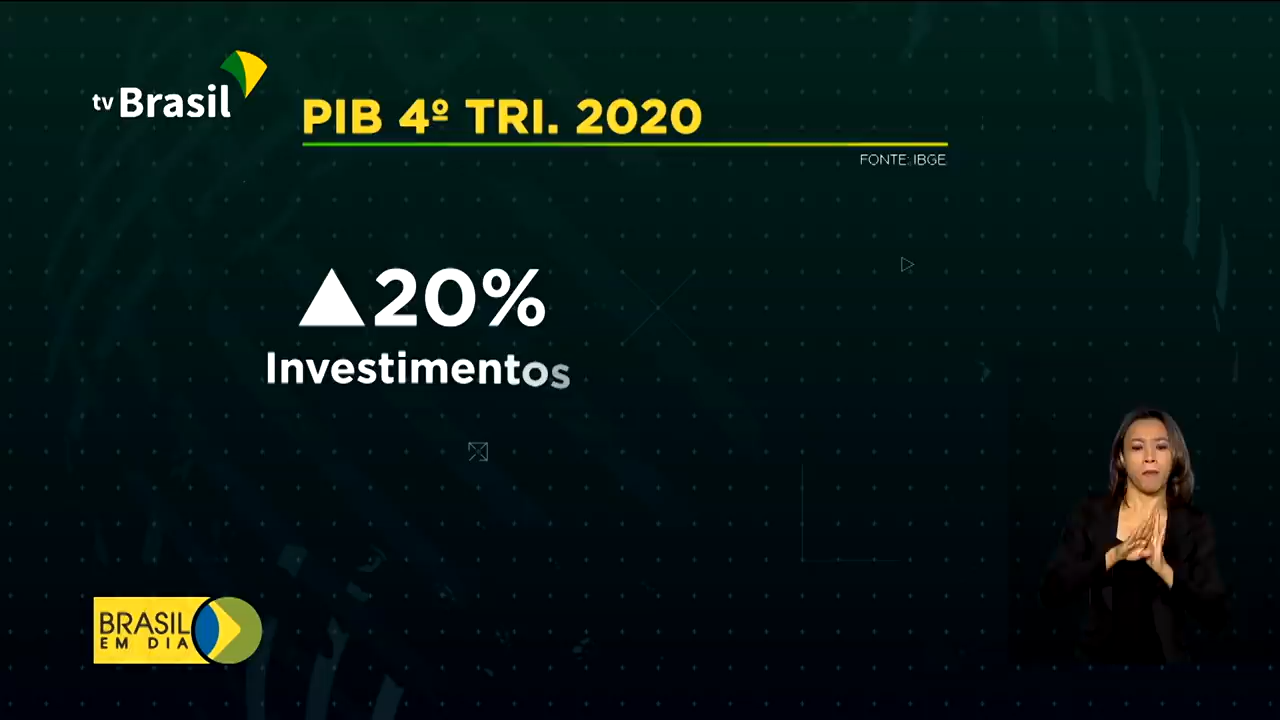 tv Brasil
PIB 4º TRI. 2020
FONTE: IBGE
▲20%
Investimentos
BRASIL
EM DIA